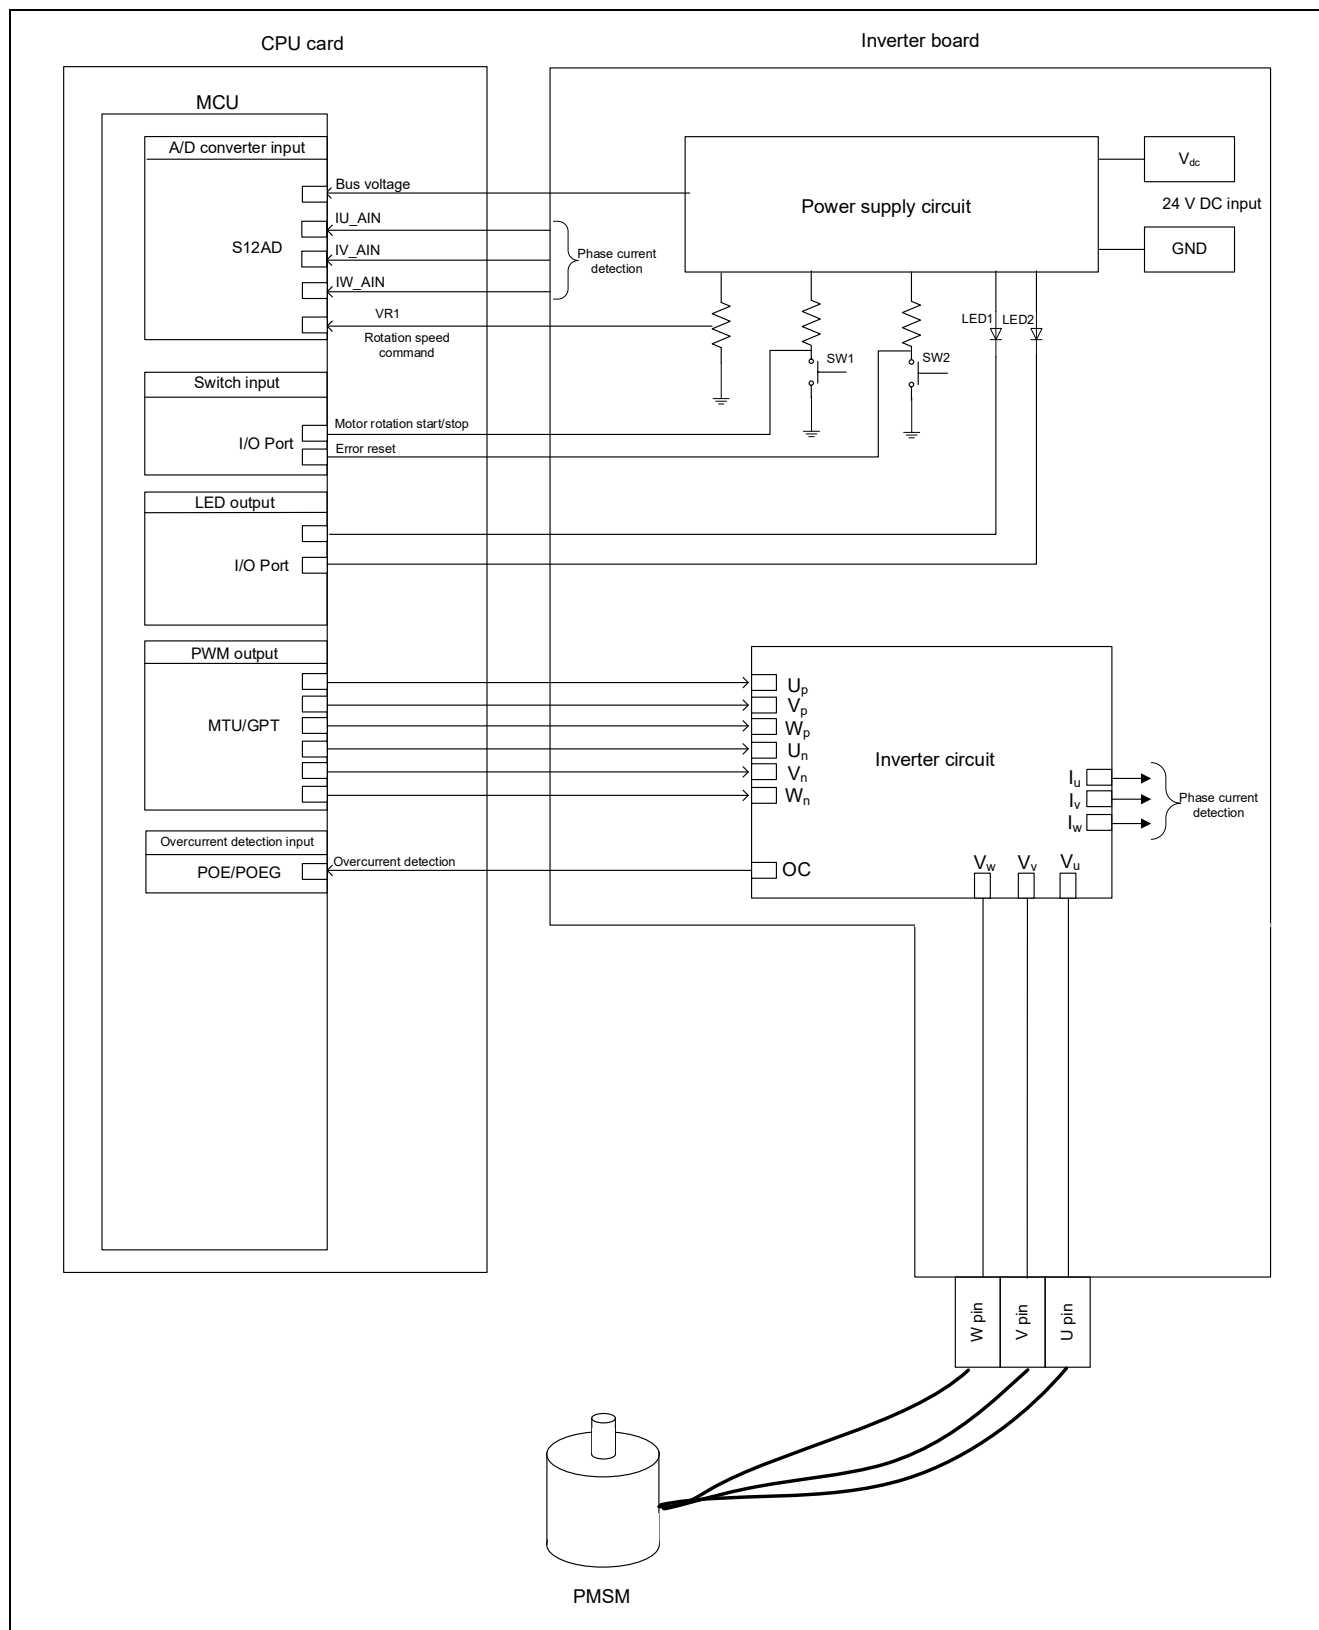 CPU card
Inverter board
MCU
A/D converter input
S12AD
Bus voltage
IU_AIN
IV_AIN
IW_AIN
Phase current
detection
VR1
Rotation speed
command
Power supply circuit
Vdc
24 V DC input
GND
LED1
LED2
SW1
SW2
Switch input
I/O Port
Motor rotation start/stop
Error reset
LED output
I/O Port
PWM output
MTU/GPT
Up
Vp
Wp
Un
Vn
Wn
Inverter circuit
Iu
Iv
Iw
Phase current
detection
Overcurrent detection input
POE/POEG
Overcurrent detection
OC
Vw
Vv
Vu
W pin
V pin
U pin
PMSM